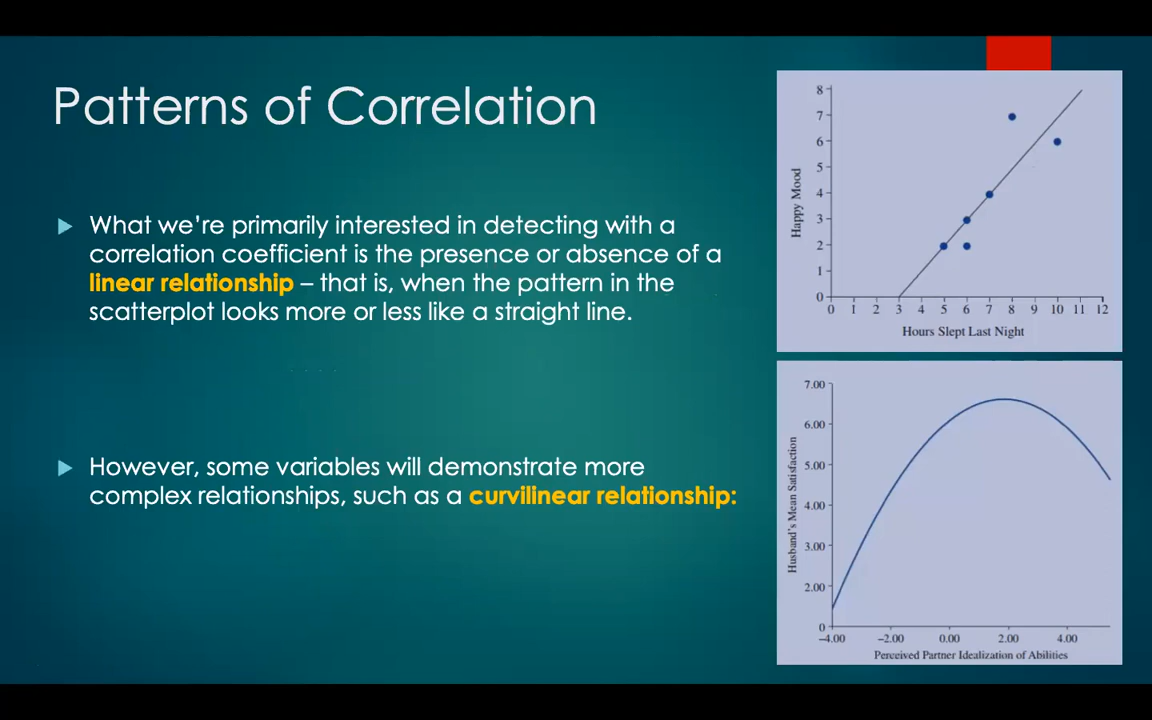 Patterns of Correlation
What we’re primarily interested in detecting with a
correlation coefficient is the presence or absence of a
linear relationship – that is, when the pattern in the
scatterplot looks more or less like a straight line.
However, some variables will demonstrate more
complex relationships, such as a curvilinear relationship:
Happy Mood
8
7
6
5
4
3
2
1
0
0 1 2 3 4 5 6 7 8 9 10 11 12
Hours Slept Last Night
Husband's Mean Satisfaction
7.00
6.00
5.00
4.00
3.00
2.00
0
−4.00 −2.00 0.00 2.00 4.00
Perceived Partner Idealization of Abilities